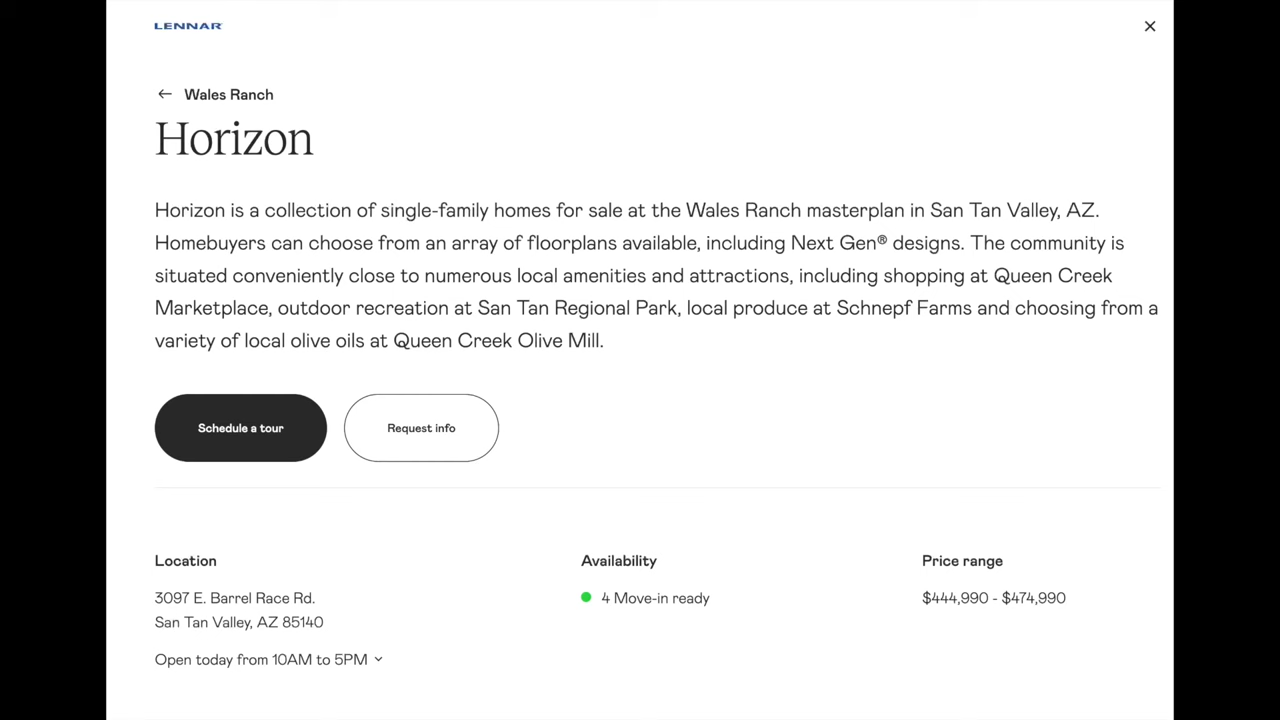 LENNAR
Wales Ranch
Horizon
Horizon is a collection of single-family homes for sale at the Wales Ranch masterplan in San Tan Valley, AZ.
Homebuyers can choose from an array of floorplans available, including Next Gen® designs. The community is
situated conveniently close to numerous local amenities and attractions, including shopping at Queen Creek
Marketplace, outdoor recreation at San Tan Regional Park, local produce at Schnepf Farms and choosing from a
variety of local olive oils at Queen Creek Olive Mill.
Schedule a tour
Request info
Location
Availability
Price range
3097 E. Barrel Race Rd.
4 Move-in ready
$444,990 - $474,990
San Tan Valley, AZ 85140
Open today from 10AM to 5PM